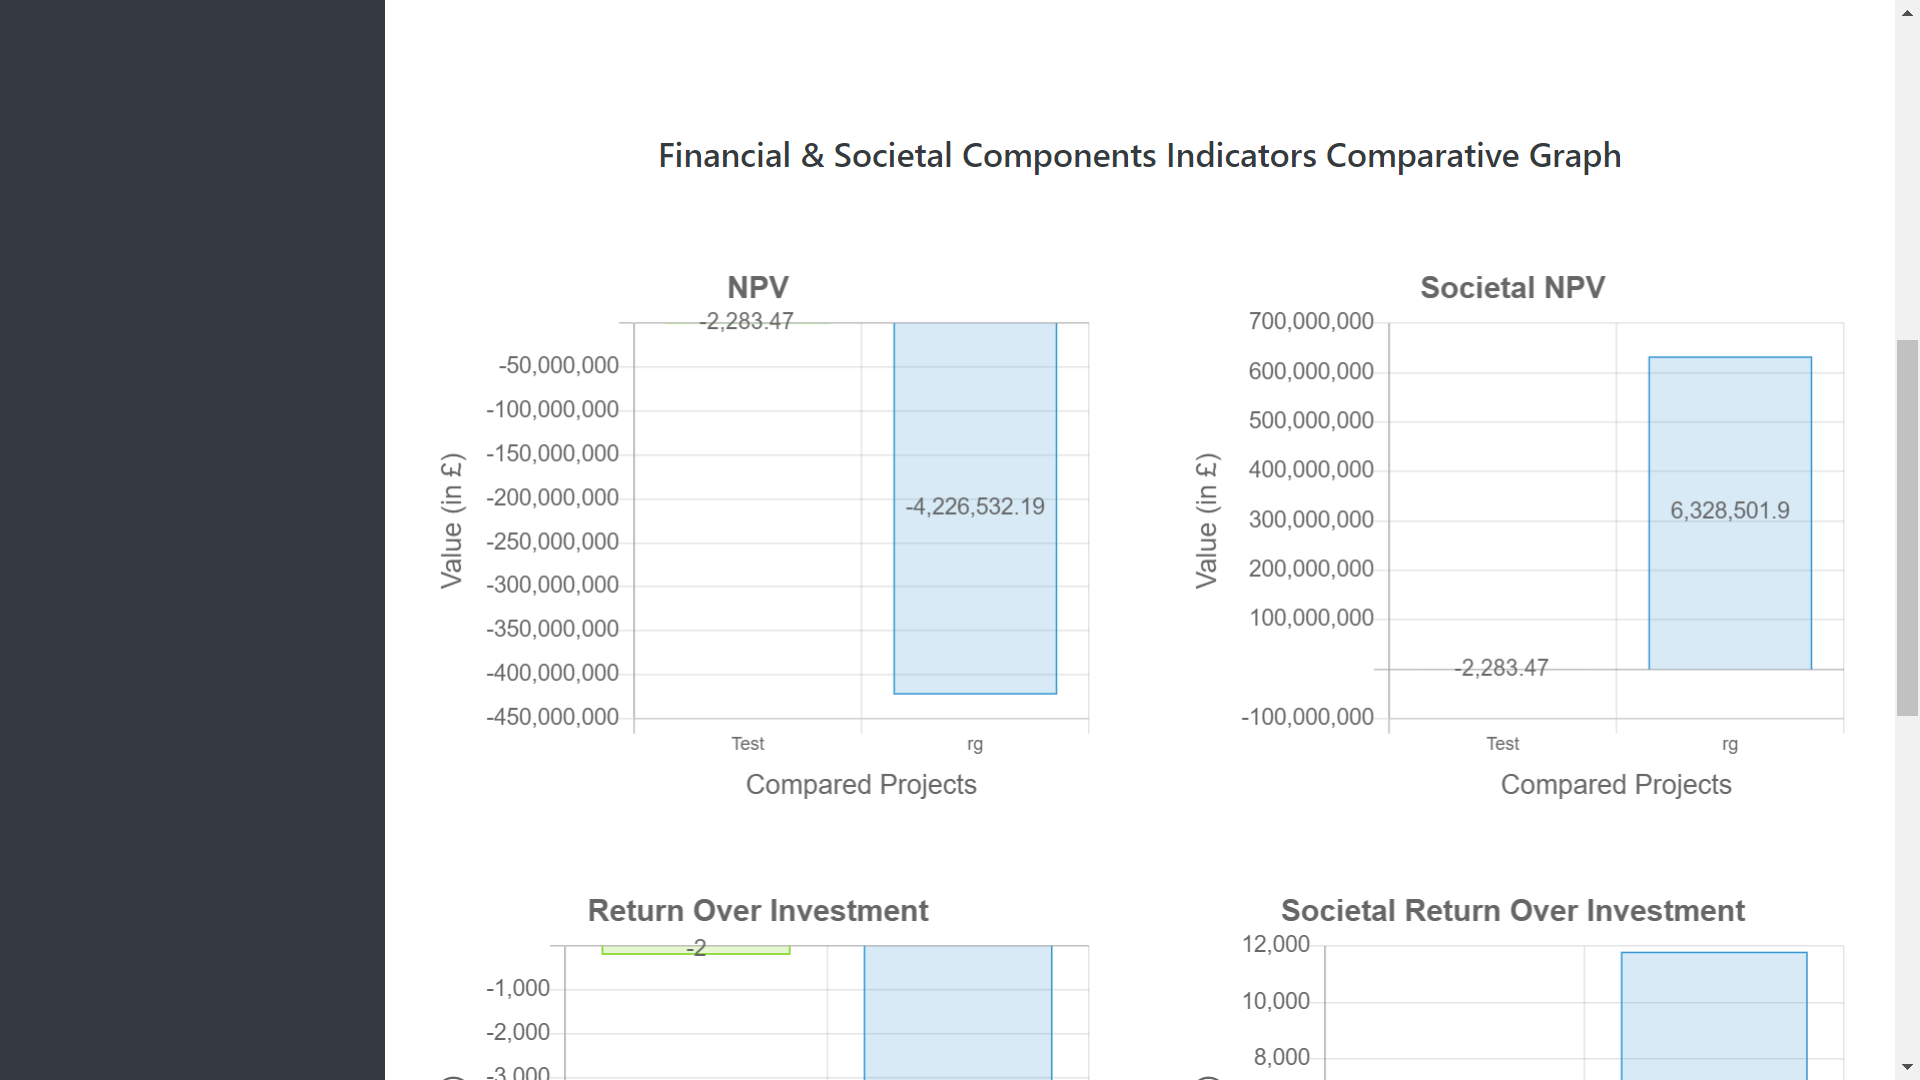 Financial & Societal Components Indicators Comparative Graph
NPV
-2,283.47
-50,000,000
-100,000,000
-150,000,000
-200,000,000
-250,000,000
-300,000,000
-350,000,000
-400,000,000
-450,000,000
Value (in £)
-4,226,532.19
Test
rg
Compared Projects
Societal NPV
700,000,000
600,000,000
500,000,000
400,000,000
300,000,000
200,000,000
100,000,000
-100,000,000
Value (in £)
6,328,501.9
-2,283.47
Test
rg
Compared Projects
Return Over Investment
-2
-1,000
-2,000
-3,000
Societal Return Over Investment
12,000
10,000
8,000